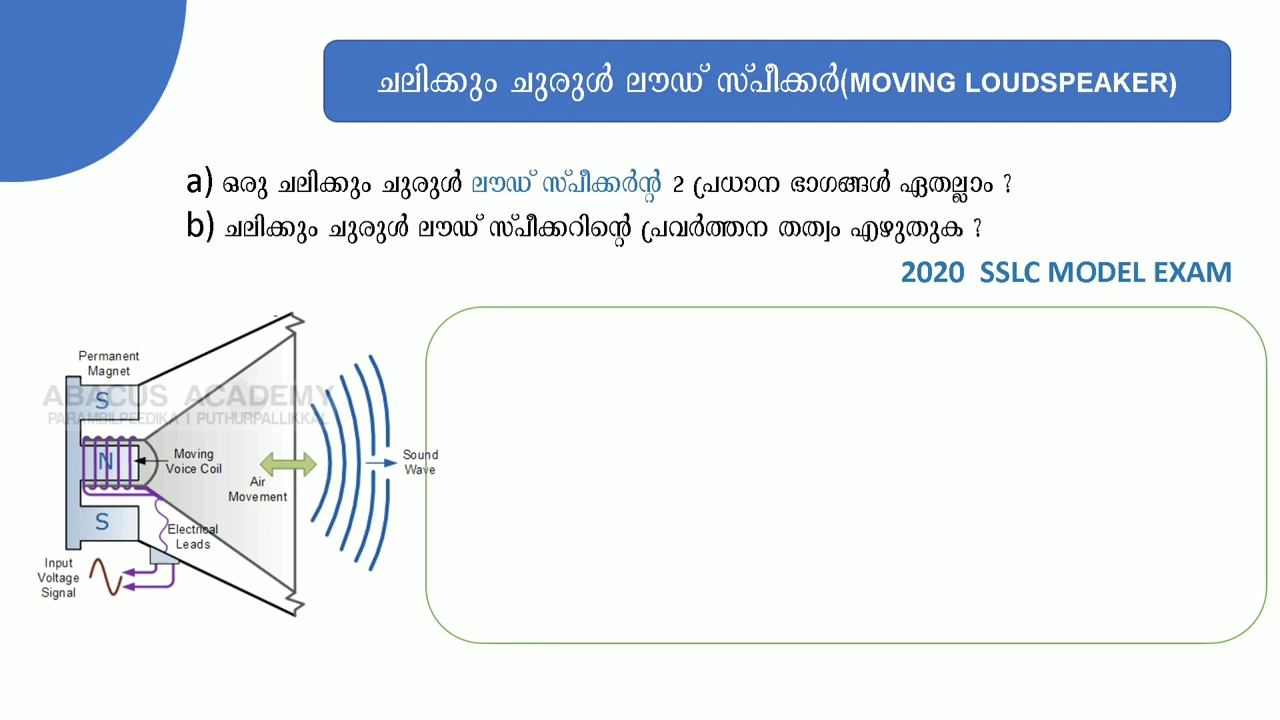 ചലിക്കും ചുരുൾ ലൗഡ് സ്പീക്കർ(MOVING LOUDSPEAKER)
a) ഒരു ചലിക്കും ചുരുൾ ലൗഡ് സ്പീക്കർന്റ 2 പ്രധാന ഭാഗങ്ങൾ ഏതല്ലാം ?
b) ചലിക്കും ചുരുൾ ലൗഡ് സ്പീക്കറിന്റെ പ്രവർത്തന തത്വം എഴുതുക ?
2020 SSLC MODEL EXAM
Permanent
Magnet
S
ABACUS ACADEMY
PARAMBILPEEDIKA I PUTHURPALLIKKAL
N
Moving
Voice Coil
Sound
Wave
Air
Movement
S
Electrical
Leads
Input
Voltage
Signal